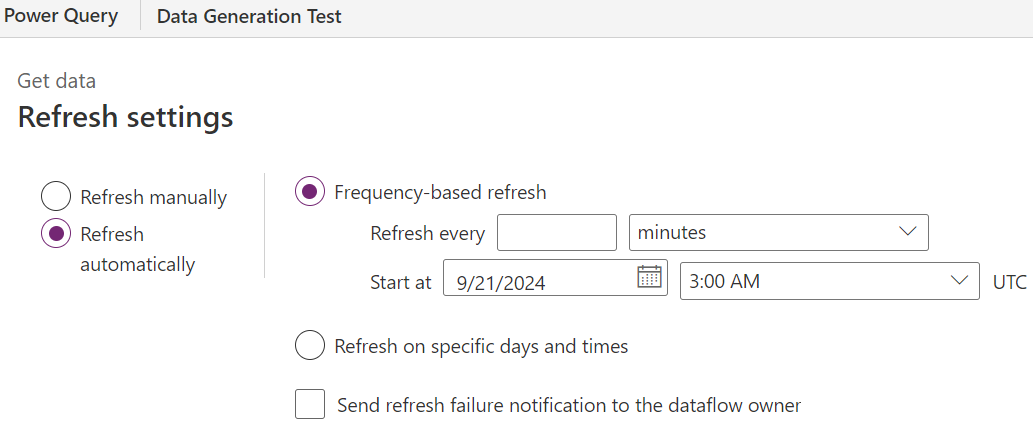 Power Query Data Generation Test
Get data
Refresh settings
Refresh manually
Refresh
automatically
Frequency-based refresh
Refresh every minutes
Start at 9/21/2024 3:00 AM UTC
Refresh on specific days and times
Send refresh failure notification to the dataflow owner